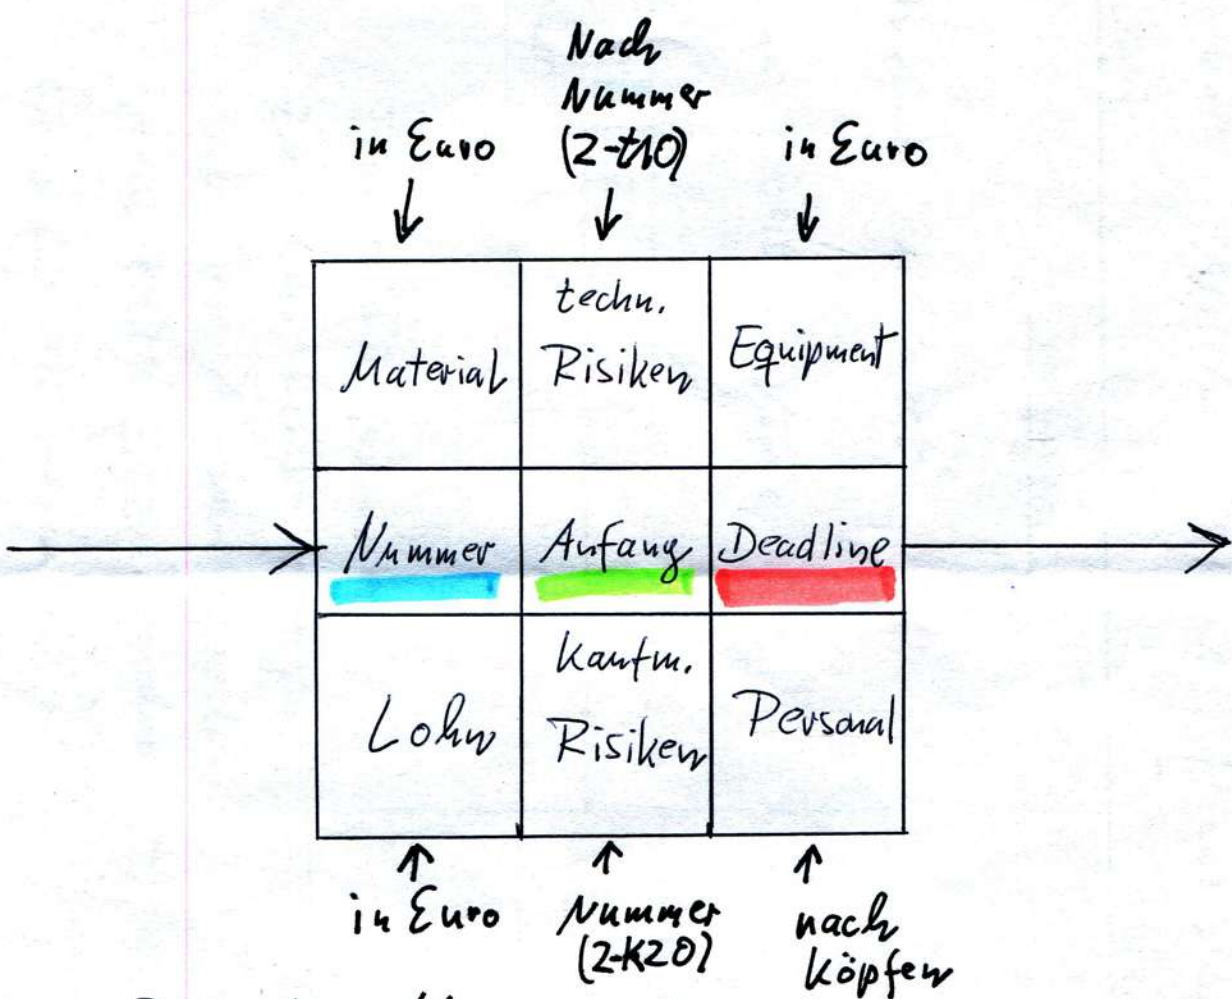 Nach
Nummer
in Euro (2-t10) in Euro
techn.
Material Risiken Equipment
Nummer Anfang Deadline
Kaufm.
Lohn Risiken Personal
in Euro Nummer nach
(2-K20) Köpfen